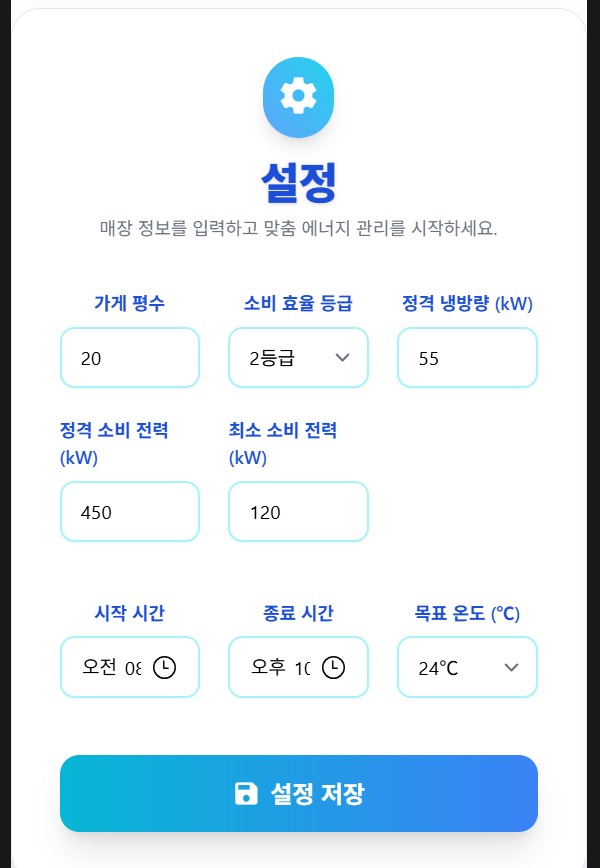 설정
매장 정보를 입력하고 맞춤 에너지 관리를 시작하세요.
가게 평수 소비 효율 등급 정격 냉방량 (kW)
20 2등급 55
정격 소비 전력 최소 소비 전력
(kW) (kW)
450 120
시작 시간 종료 시간 목표 온도 (℃)
오전 오후 24℃
설정 저장